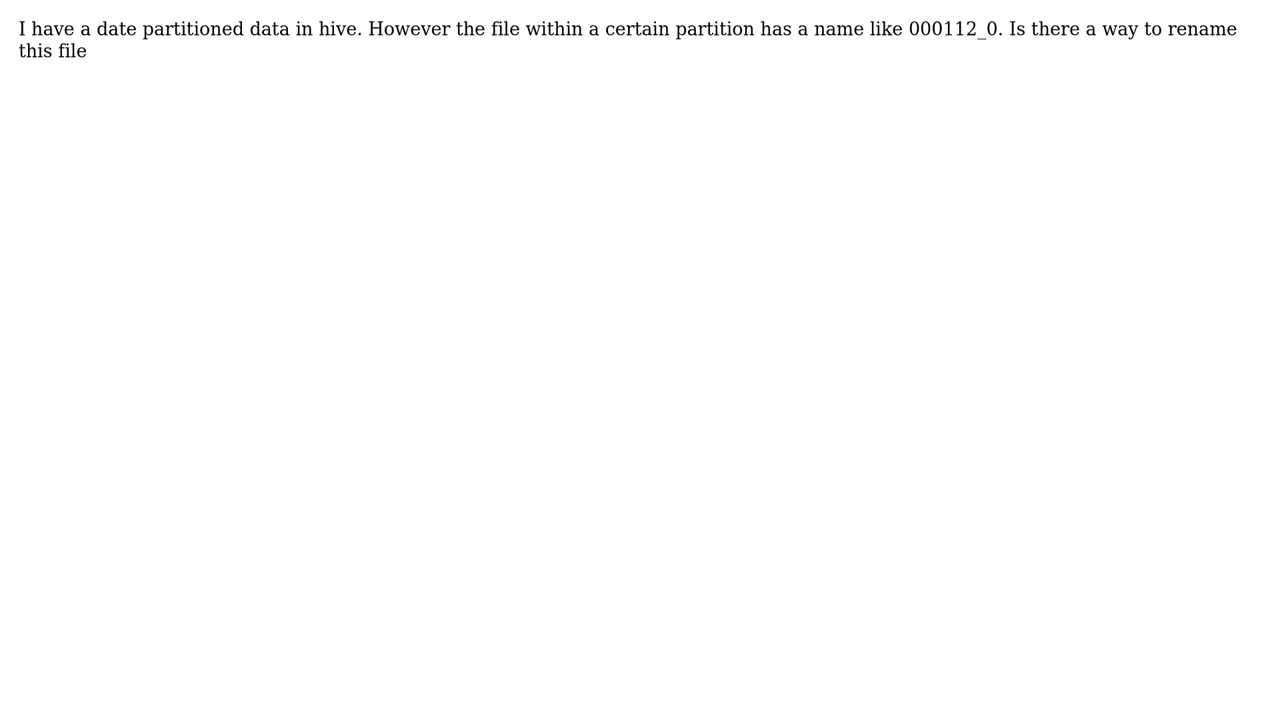 I have a date partitioned data in hive. However the file within a certain partition has a name like 000112_0. Is there a way to rename
this file